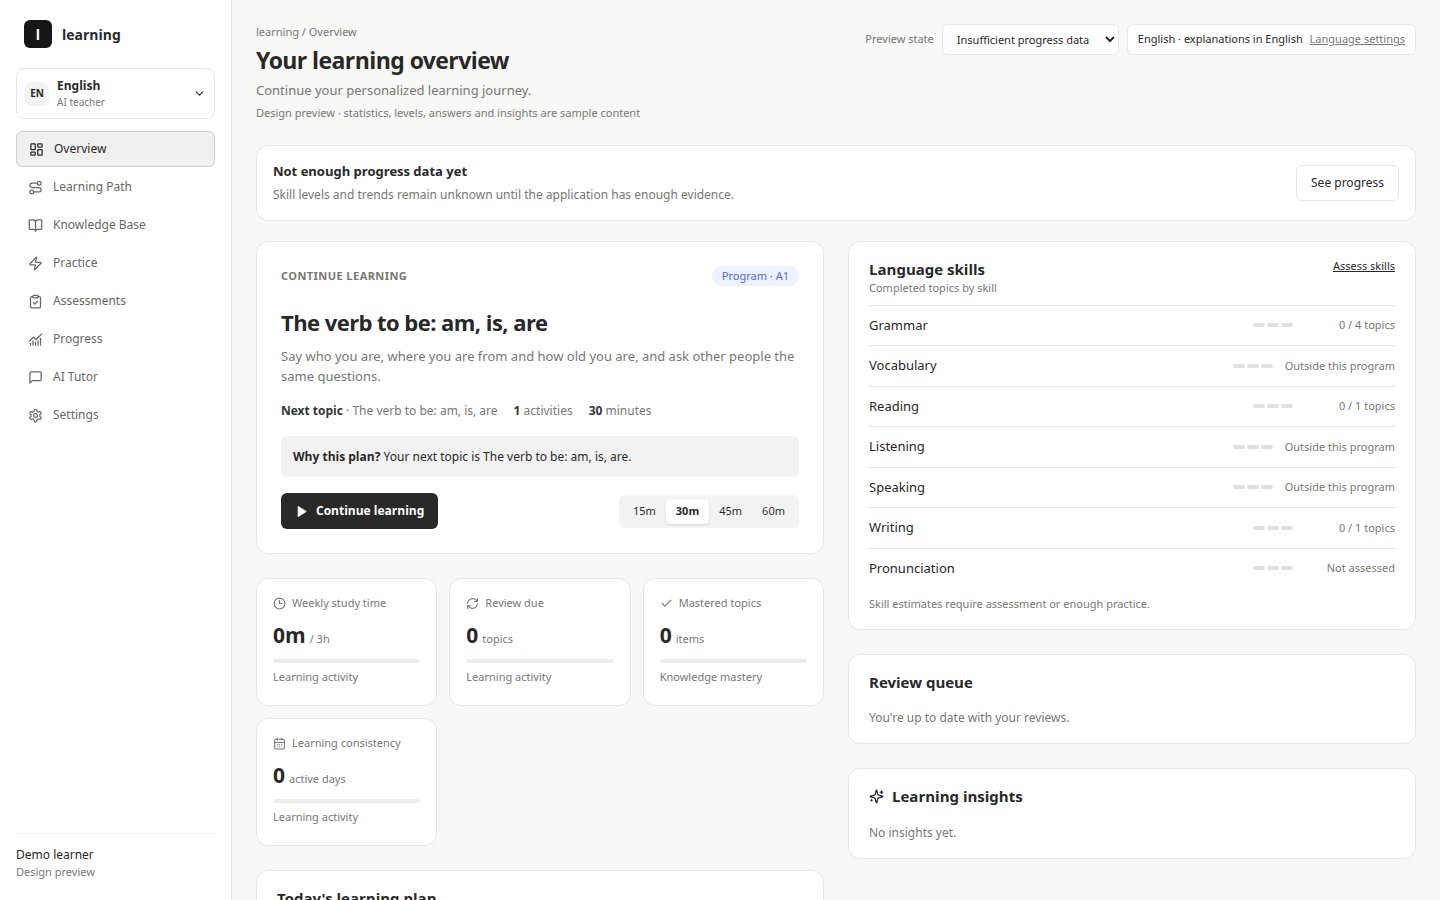 l learning
EN English
AI teacher
Overview
Learning Path
Knowledge Base
Practice
Assessments
Progress
AI Tutor
Settings
Demo learner
Design preview
learning / Overview
Your learning overview
Continue your personalized learning journey.
Design preview · statistics, levels, answers and insights are sample content
Preview state
Insufficient progress data
English · explanations in English Language settings
Not enough progress data yet
Skill levels and trends remain unknown until the application has enough evidence.
See progress
CONTINUE LEARNING
Program · A1
The verb to be: am, is, are
Say who you are, where you are from and how old you are, and ask other people the
same questions.
Next topic · The verb to be: am, is, are 1 activities 30 minutes
Why this plan? Your next topic is The verb to be: am, is, are.
Continue learning
15m 30m 45m 60m
Weekly study time
0m / 3h
Learning activity
Review due
0 topics
Learning activity
Mastered topics
0 items
Knowledge mastery
Learning consistency
0 active days
Learning activity
Today's learning plan
Language skills
Assess skills
Completed topics by skill
Grammar 0 / 4 topics
Vocabulary Outside this program
Reading 0 / 1 topics
Listening Outside this program
Speaking Outside this program
Writing 0 / 1 topics
Pronunciation Not assessed
Skill estimates require assessment or enough practice.
Review queue
You're up to date with your reviews.
Learning insights
No insights yet.